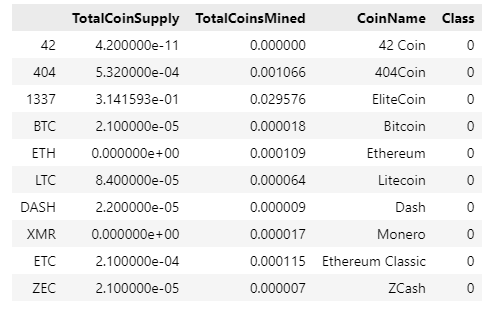 TotalCoinSupply TotalCoinsMined CoinName Class
42 4.200000e-11 0.000000 42 Coin 0
404 5.320000e-04 0.001066 404Coin 0
1337 3.141593e-01 0.029576 EliteCoin 0
BTC 2.100000e-05 0.000018 Bitcoin 0
ETH 0.000000e+00 0.000109 Ethereum 0
LTC 8.400000e-05 0.000064 Litecoin 0
DASH 2.200000e-05 0.000009 Dash 0
XMR 0.000000e+00 0.000017 Monero 0
ETC 2.100000e-04 0.000115 Ethereum Classic 0
ZEC 2.100000e-05 0.000007 ZCash 0